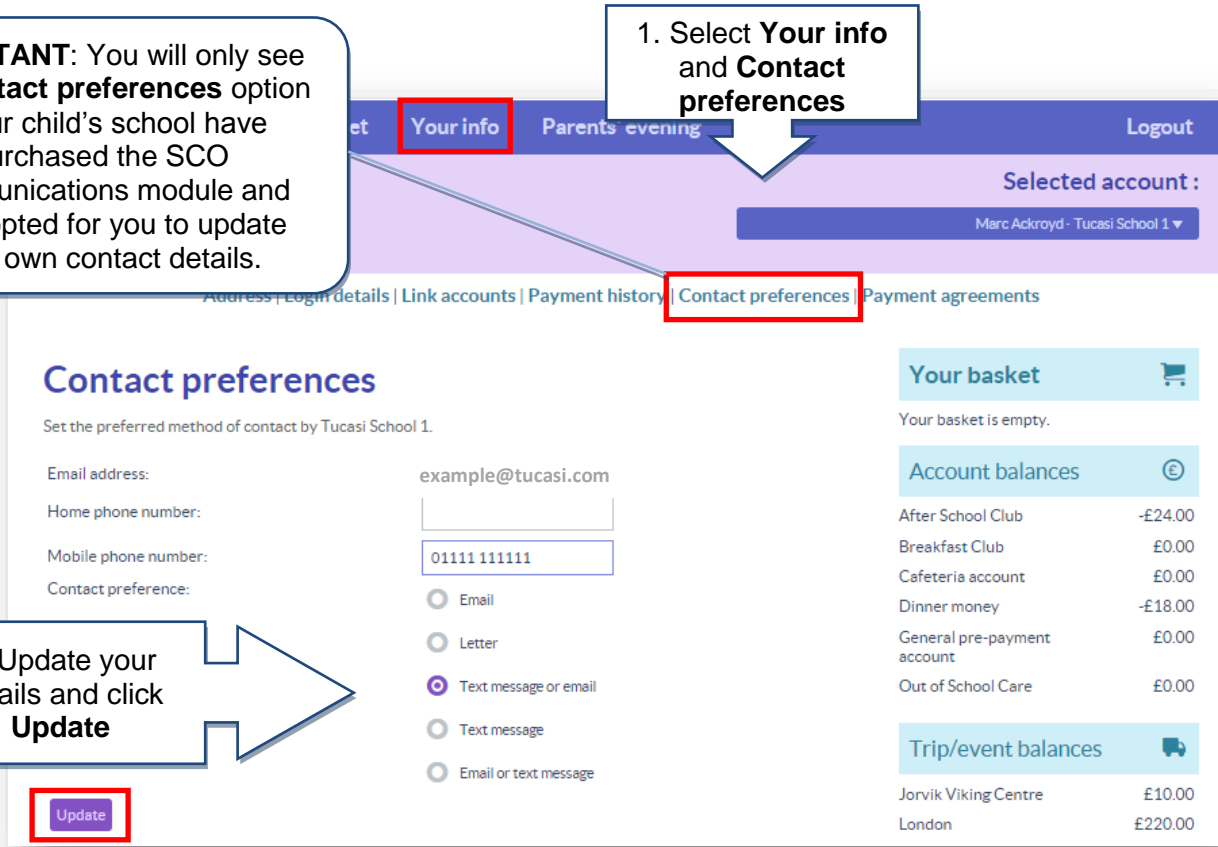 TANT: You will only see
tact preferences option
ur child's school have
urchased the SCO
unications module and
pted for you to update
own contact details.
1. Select Your info
and Contact
preferences
et Your info Parents' evening Logout
Selected account :
Marc Ackroyd - Tucasi School 1
Address | Login details | Link accounts | Payment history | Contact preferences | Payment agreements
Contact preferences
Set the preferred method of contact by Tucasi School 1.
Email address: example@tucasi.com
Home phone number:
Mobile phone number: 01111 111111
Contact preference:
Email
Letter
Text message or email
Text message
Email or text message
Update your
ails and click
Update
Update
Your basket
Your basket is empty.
Account balances
After School Club -£24.00
Breakfast Club £0.00
Cafeteria account £0.00
Dinner money -£18.00
General pre-payment £0.00
account
Out of School Care £0.00
Trip/event balances
Jorvik Viking Centre £10.00
London £220.00